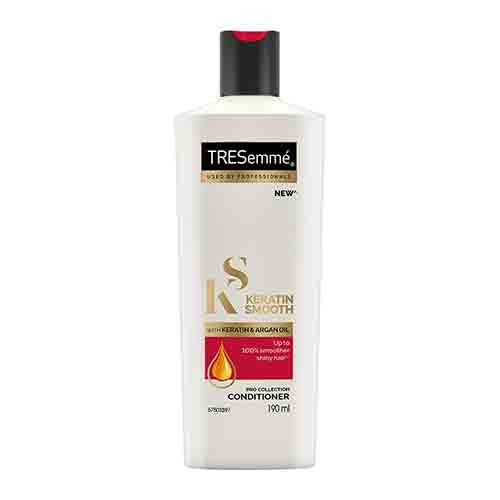 TRESemmé®
USED BY PROFESSIONALS
NEW^
KS
KERATIN
SMOOTH
WITH KERATIN & ARGAN OIL
Up to
100% smoother
shiny hair
PRO COLLECTION
CONDITIONER
190 ml